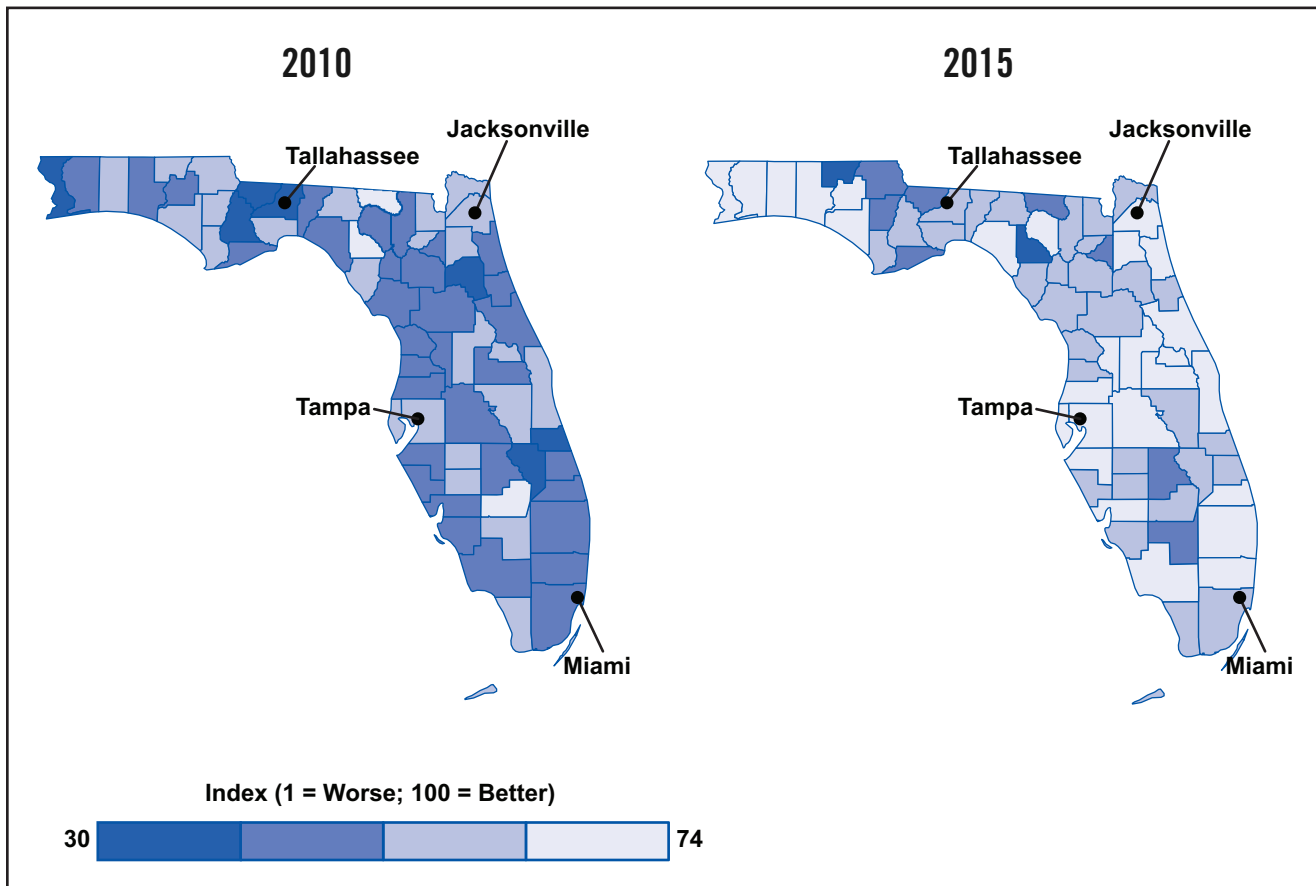 2010
2015
Jacksonville
Tallahassee
Tampa
Miami
Jacksonville
Tallahassee
Tampa
Miami
Index (1 = Worse; 100 = Better)
30
74